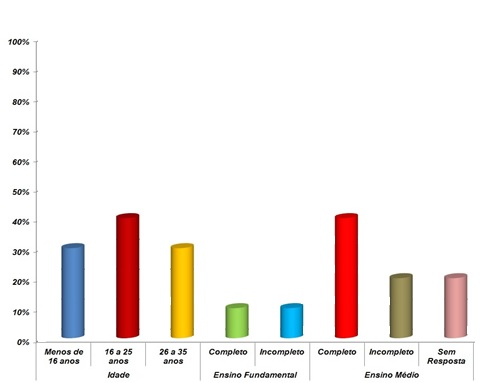 100%
90%
80%
70%
60%
50%
40%
30%
20%
10%
0%
Menos de
16 anos
16 a 25
anos
26 a 35
anos
Completo
Incompleto
Completo
Incompleto
Sem
Resposta
Idade
Ensino Fundamental
Ensino Médio